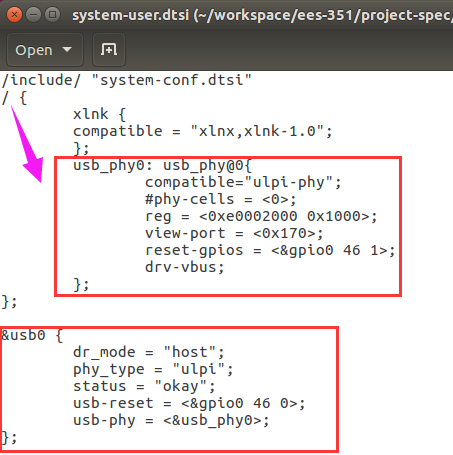 system-user.dtsi (~/workspace/ees-351/project-spec/
Open
/include/ "system-conf.dtsi"
/ {
xlnk {
compatible = "xlnx,xlnk-1.0";
};
usb_phy0: usb_phy@0{
compatible="ulpi-phy";
#phy-cells = <0>;
reg = <0xe0002000 0x1000>;
view-port = <0x170>;
reset-gpios = <&gpio0 46 1>;
drv-vbus;
};
};
&usb0 {
dr_mode = "host";
phy_type = "ulpi";
status = "okay";
usb-reset = <&gpio0 46 0>;
usb-phy = <&usb_phy0>;
};